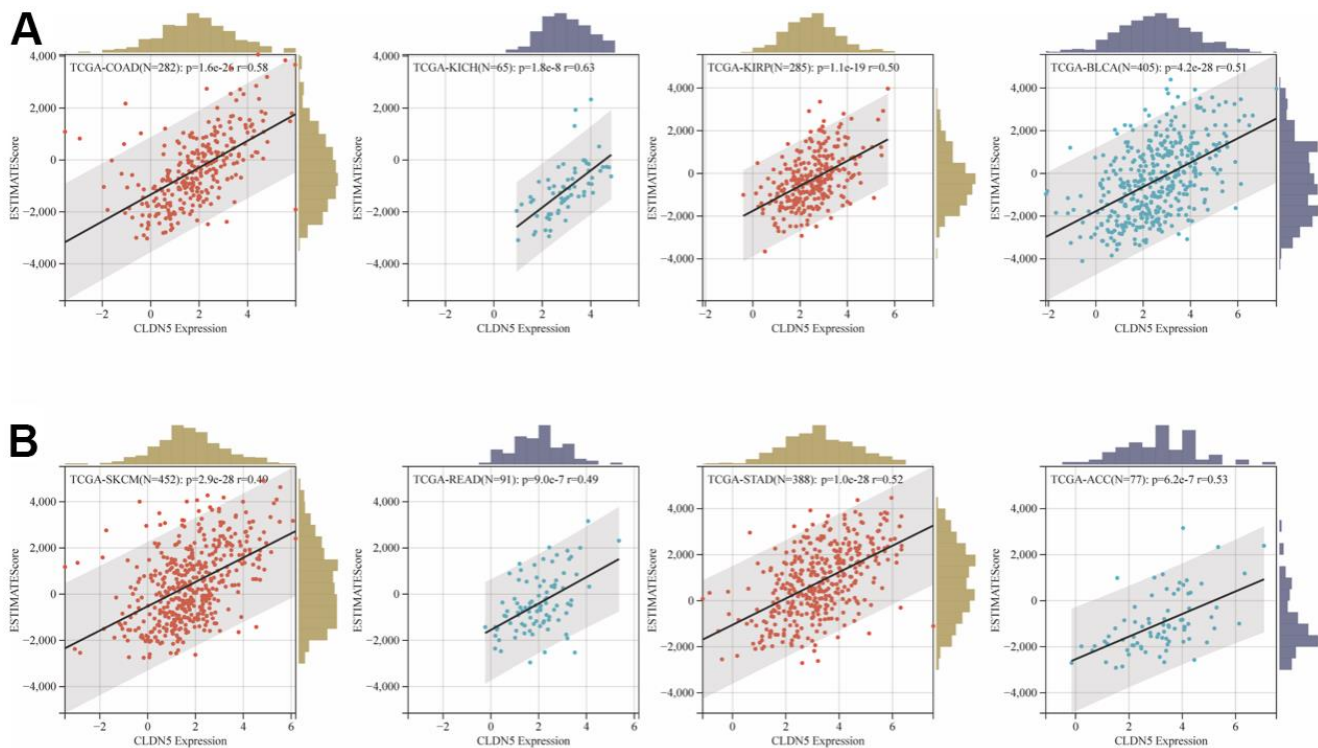 A
TCGA-COAD(N=282): p=1.6e-26 r=0.58
4,000
2,000
0
−2,000
−4,000
ESTIMATEScore
−2 0 2 4 6
CLDN5 Expression
TCGA-KICH(N=65): p=1.8e-8 r=0.63
4,000
2,000
0
−2,000
−4,000
ESTIMATEScore
−2 0 2 4 6
CLDN5 Expression
TCGA-KIRP(N=285): p=1.1e-19 r=0.50
4,000
2,000
0
−2,000
−4,000
−6,000
ESTIMATEScore
−2 0 2 4 6
CLDN5 Expression
TCGA-BLCA(N=405): p=4.2e-28 r=0.51
4,000
2,000
0
−2,000
−4,000
−6,000
ESTIMATEScore
−2 0 2 4 6
CLDN5 Expression
B
TCGA-SKCM(N=452): p=2.9e-28 r=0.49
4,000
2,000
0
−2,000
−4,000
ESTIMATEScore
−2 0 2 4 6
CLDN5 Expression
TCGA-READ(N=91): p=9.0e-7 r=0.49
4,000
2,000
0
−2,000
−4,000
ESTIMATEScore
−2 0 2 4 6
CLDN5 Expression
TCGA-STAD(N=388): p=1.0e-28 r=0.52
4,000
2,000
0
−2,000
−4,000
ESTIMATEScore
0 2 4 6
CLDN5 Expression
TCGA-ACC(N=77): p=6.2e-7 r=0.53
4,000
2,000
0
−2,000
−4,000
ESTIMATEScore
0 2 4 6
CLDN5 Expression